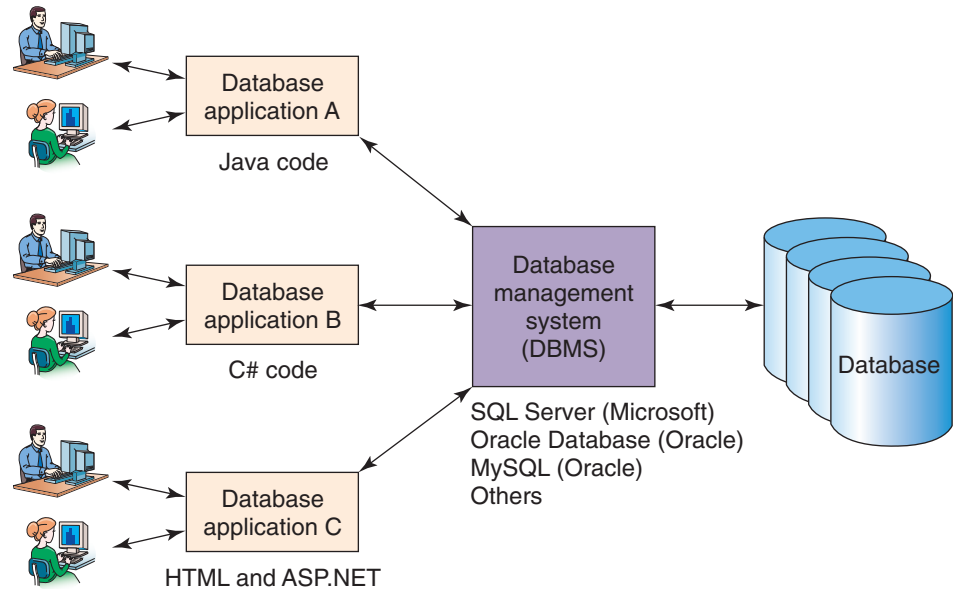 Database
application A
Java code
Database
application B
C# code
Database
application C
HTML and ASP.NET
Database
management
system
(DBMS)
SQL Server (Microsoft)
Oracle Database (Oracle)
MySQL (Oracle)
Others
Database